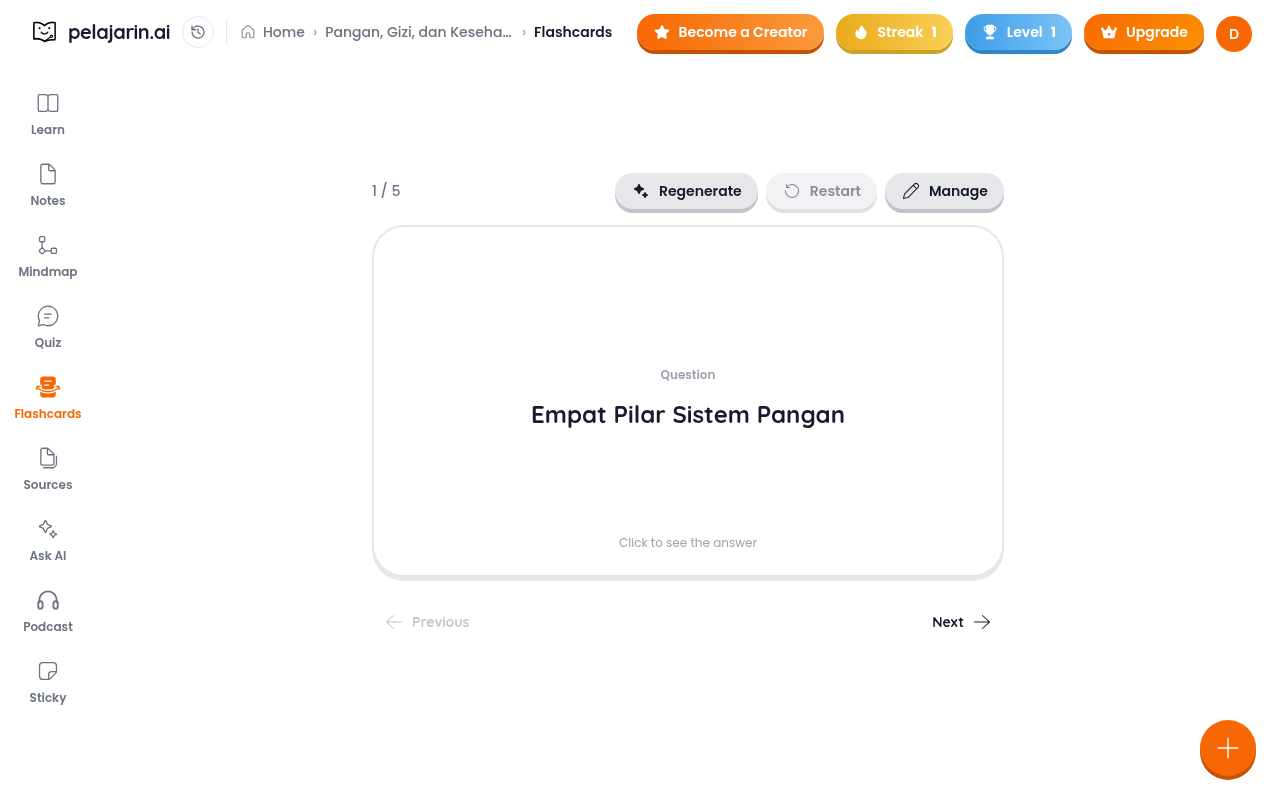 pelajarin.ai
Home › Pangan, Gizi, dan Keseha... › Flashcards
Become a Creator
Streak 1
Level 1
Upgrade
D
Learn
Notes
Mindmap
Quiz
Flashcards
Sources
Ask AI
Podcast
Sticky
1 / 5
Regenerate
Restart
Manage
Question
Empat Pilar Sistem Pangan
Click to see the answer
Previous
Next